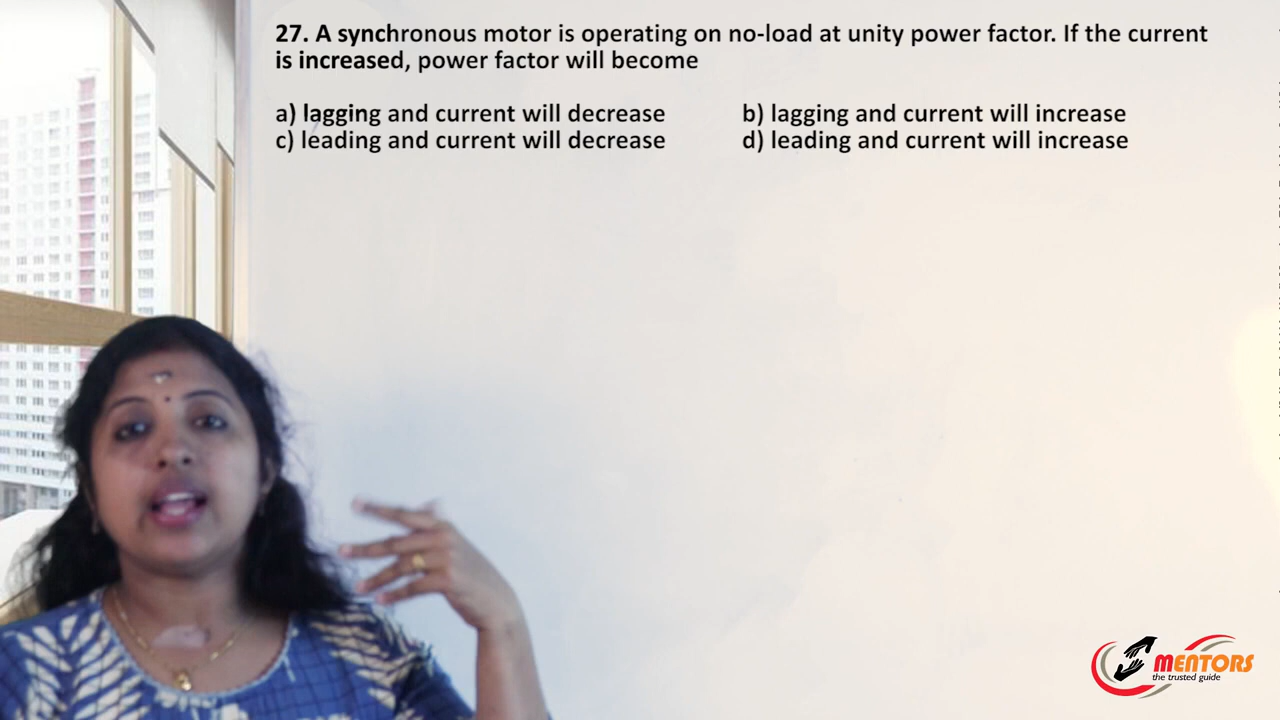 27. A synchronous motor is operating on no-load at unity power factor. If the current
is increased, power factor will become
a) lagging and current will decrease b) lagging and current will increase
c) leading and current will decrease d) leading and current will increase
MENTORS
the trusted guide